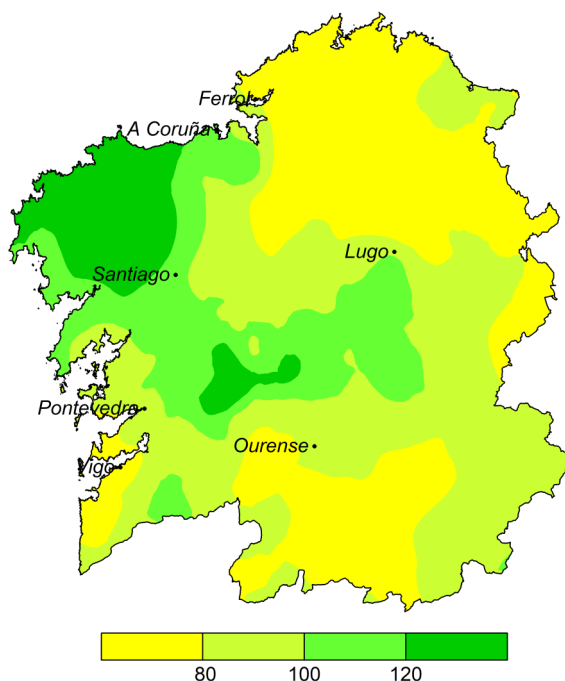 Ferrol
A Coruña
Lugo
Santiago
Pontevedra
Ourense
Vigo
80 100 120